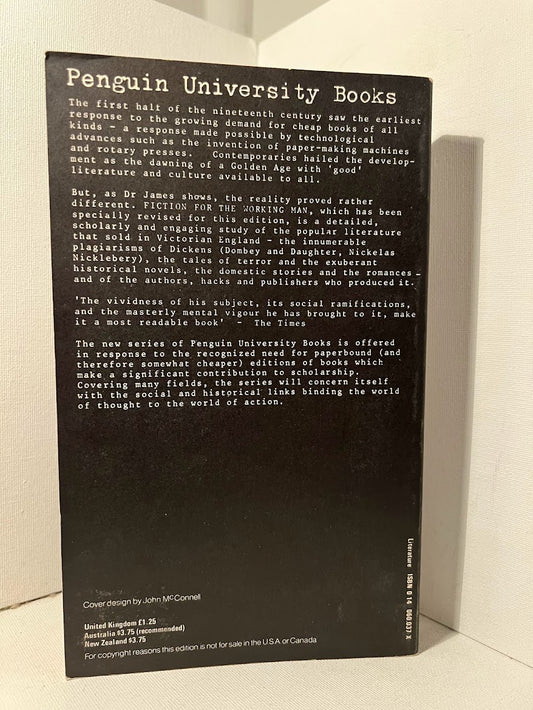 Penguin University Books
The first half of the nineteenth century saw the earliest
response to the growing demand for cheap books of all
kinds - a response made possible by technological
advances such as the invention of paper-making machines
and rotary presses. Contemporaries hailed the develop-
ment as the dawning of a Golden Age with 'good'
literature and culture available to all.
But, as Dr James shows, the reality proved rather
different. FICTION FOR THE WORKING MAN, which has been
specially revised for this edition, is a detailed,
scholarly and engaging study of the popular literature
that sold in Victorian England - the innumerable
plagiarisms of Dickens (Dombey and Daughter, Nickelas
Nicklebery), the tales of terror and the exuberant
historical novels, the domestic stories and the romances -
and of the authors, hacks and publishers who produced it.
'The vividness of his subject, its social ramifications,
and the masterly mental vigour he has brought to it, make
it a most readable book' - The Times
The new series of Penguin University Books is offered
in response to the recognized need for paperbound (and
therefore somewhat cheaper) editions of books which
make a significant contribution to scholarship.
Covering many fields, the series will concern itself
with the social and historical links binding the world
of thought to the world of action.
Cover design by John McConnell
United Kingdom £1.25
Australia $3.75 (recommended)
New Zealand $3.75
For copyright reasons this edition is not for sale in the U.S.A. or Canada
Literature ISBN 0 14 060.037 X